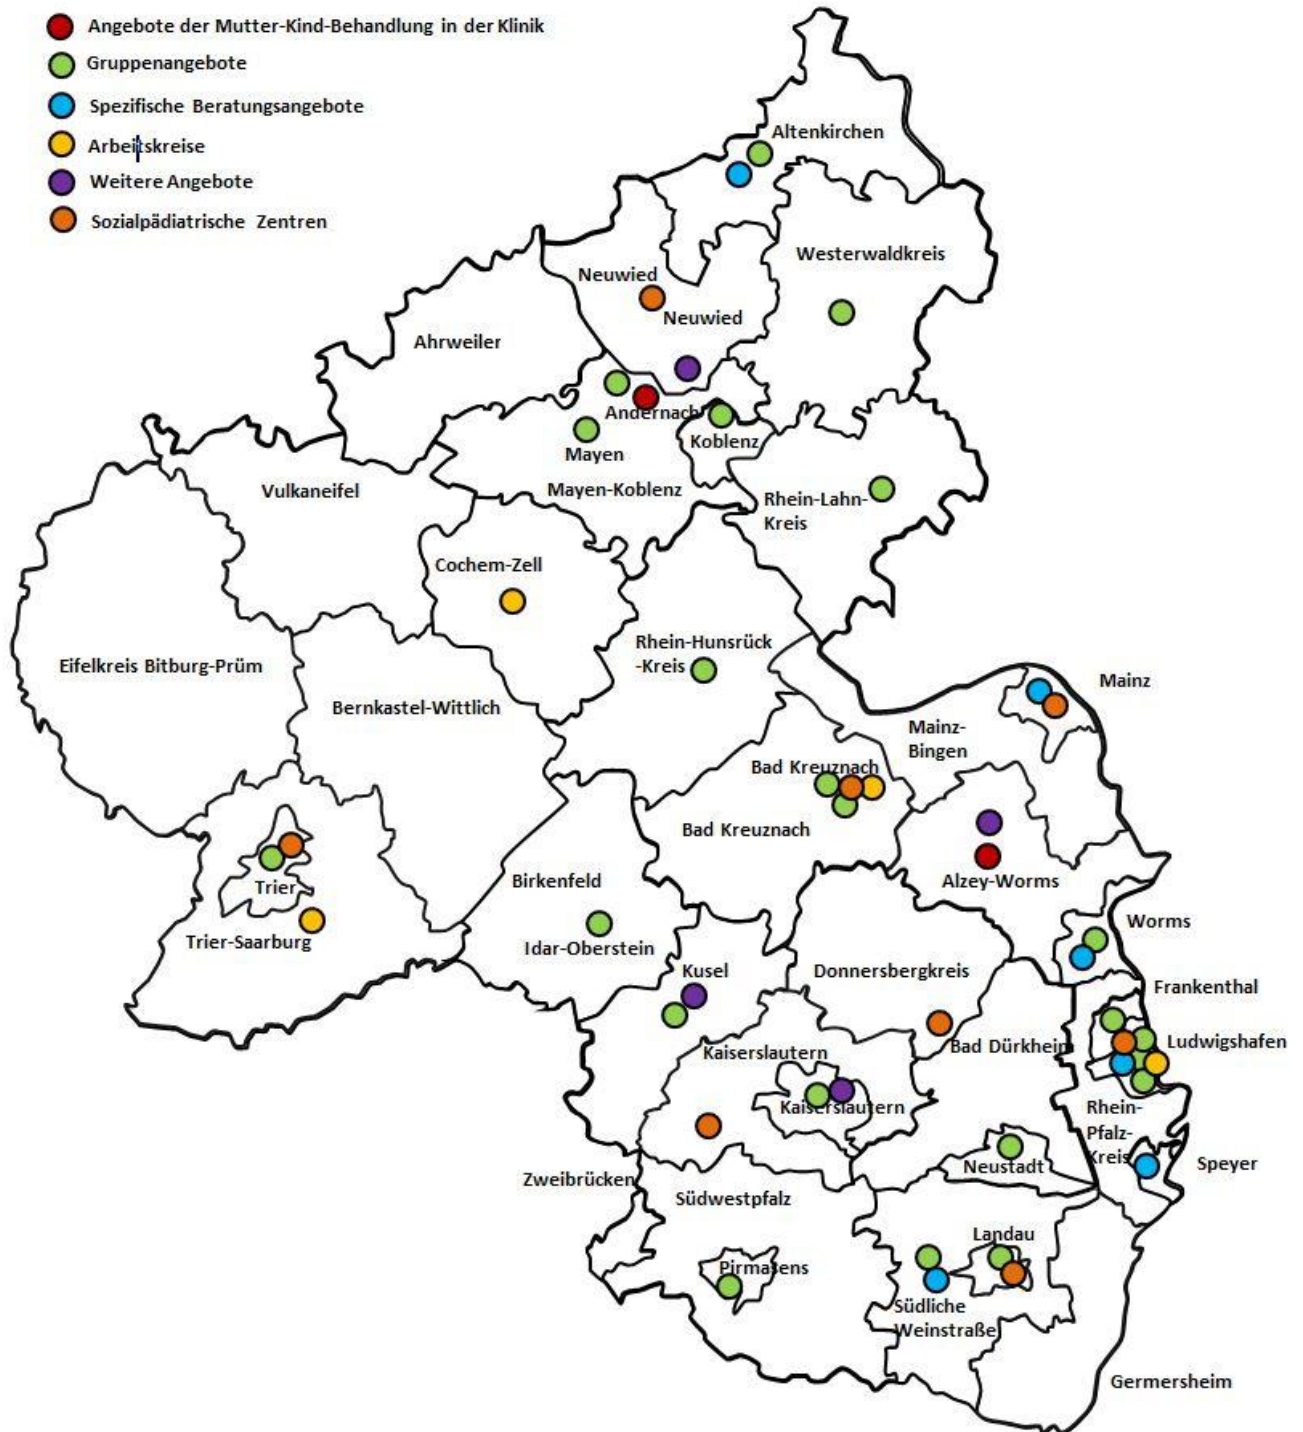 Angebote der Mutter-Kind-Behandlung in der Klinik
Gruppenangebote
Spezifische Beratungsangebote
Arbeitskreise
Weitere Angebote
Sozialpädiatrische Zentren
Altenkirchen
Westerwaldkreis
Neuwied
Neuwied
Ahrweiler
Andernach
Koblenz
Mayen
Mayen-Koblenz
Vulkaneifel
Rhein-Lahn-
Kreis
Cochem-Zell
Rhein-Hunsrück
-Kreis
Eifelkreis Bitburg-Prüm
Bernkastel-Wittlich
Mainz
Mainz-
Bingen
Bad Kreuznach
Bad Kreuznach
Alzey-Worms
Trier
Trier-Saarburg
Birkenfeld
Idar-Oberstein
Worms
Kusel
Donnersbergkreis
Frankenthal
Ludwigshafen
Bad Dürkheim
Kaiserslautern
Kaiserslautern
Rhein-
Pfalz-
Kreis
Speyer
Neustadt
Zweibrücken
Südwestpfalz
Landau
Pirmasens
Südliche
Weinstraße
Germersheim